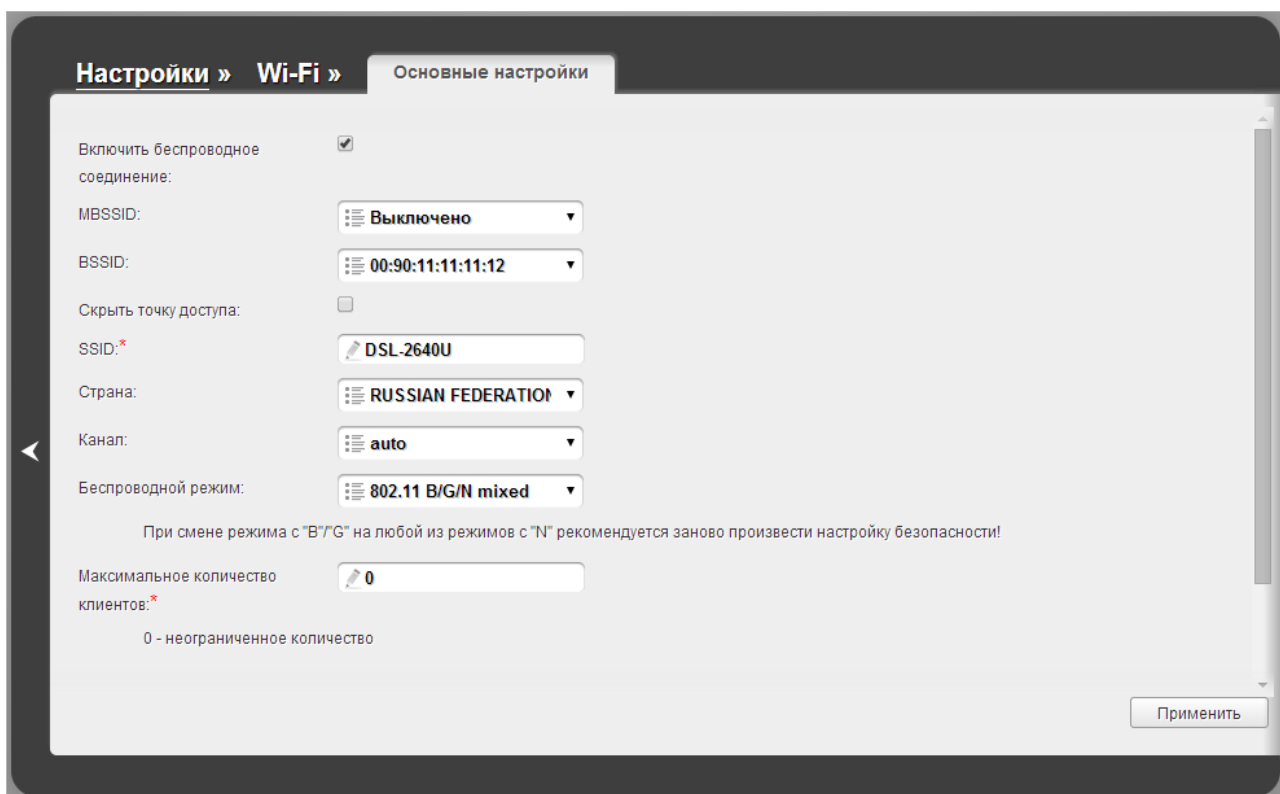 Настройки » Wi-Fi » Основные настройки
Включить беспроводное
соединение:
MBSSID: Выключено
BSSID: 00:90:11:11:11:12
Скрыть точку доступа:
SSID:* DSL-2640U
Страна: RUSSIAN FEDERATION
Канал: auto
Беспроводной режим: 802.11 B/G/N mixed
При смене режима с "B"/"G" на любой из режимов с "N" рекомендуется заново произвести настройку безопасности!
Максимальное количество
клиентов:* 0
0 - неограниченное количество
Применить